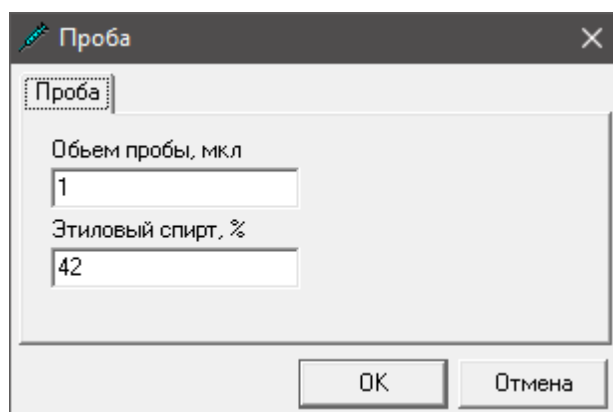 Проба
Проба
Обьем пробы, мкл
1
Этиловый спирт, %
42
OK
Отмена